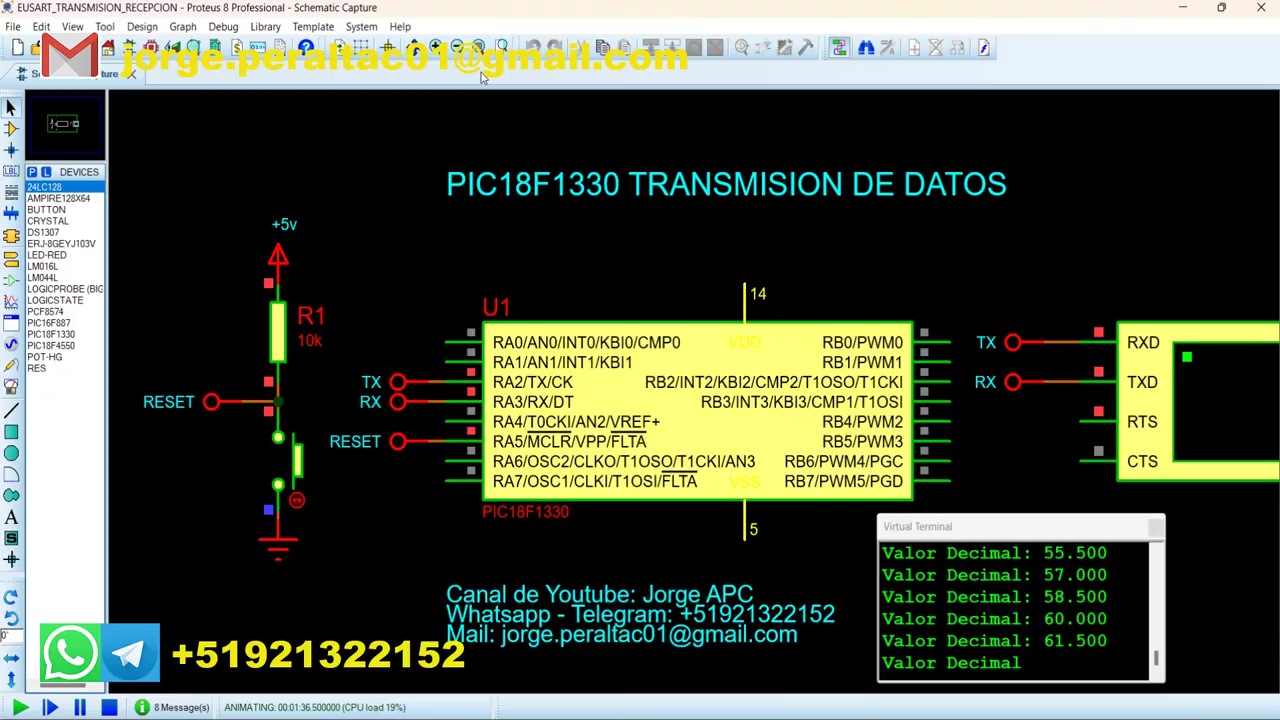 EUSART_TRANSMISION_RECEPCION - Proteus 8 Professional - Schematic Capture
File Edit View Tool Design Graph Debug Library Template System Help
jorge.peraltac01@gmail.com
P L DEVICES
24LC128
AMPIRE128X64
BUTTON
CRYSTAL
DS1307
ERJ-8GEYJ103V
LED-RED
LM016L
LM044L
LOGICPROBE (BIG
LOGICSTATE
PCF8574
PIC16F887
PIC18F1330
PIC18F4550
POT-HG
RES
PIC18F1330 TRANSMISION DE DATOS
+5v
R1
10k
RESET
U1
14
TX
RX
RESET
RA0/AN0/INT0/KBI0/CMP0
RA1/AN1/INT1/KBI1
RA2/TX/CK
RA3/RX/DT
RA4/T0CKI/AN2/VREF+
RA5/MCLR/VPP/FLTA
RA6/OSC2/CLKO/T1OSO/T1CKI/AN3
RA7/OSC1/CLKI/T1OSI/FLTA
VDD
VSS
RB0/PWM0
RB1/PWM1
RB2/INT2/KBI2/CMP2/T1OSO/T1CKI
RB3/INT3/KBI3/CMP1/T1OSI
RB4/PWM2
RB5/PWM3
RB6/PWM4/PGC
RB7/PWM5/PGD
PIC18F1330
5
TX
RX
RXD
TXD
RTS
CTS
Virtual Terminal
Valor Decimal: 55.500
Valor Decimal: 57.000
Valor Decimal: 58.500
Valor Decimal: 60.000
Valor Decimal: 61.500
Valor Decimal
Canal de Youtube: Jorge APC
Whatsapp - Telegram: +51921322152
Mail: jorge.peraltac01@gmail.com
+51921322152
0°
8 Message(s)
ANIMATING: 00:01:36.500000 (CPU load 19%)